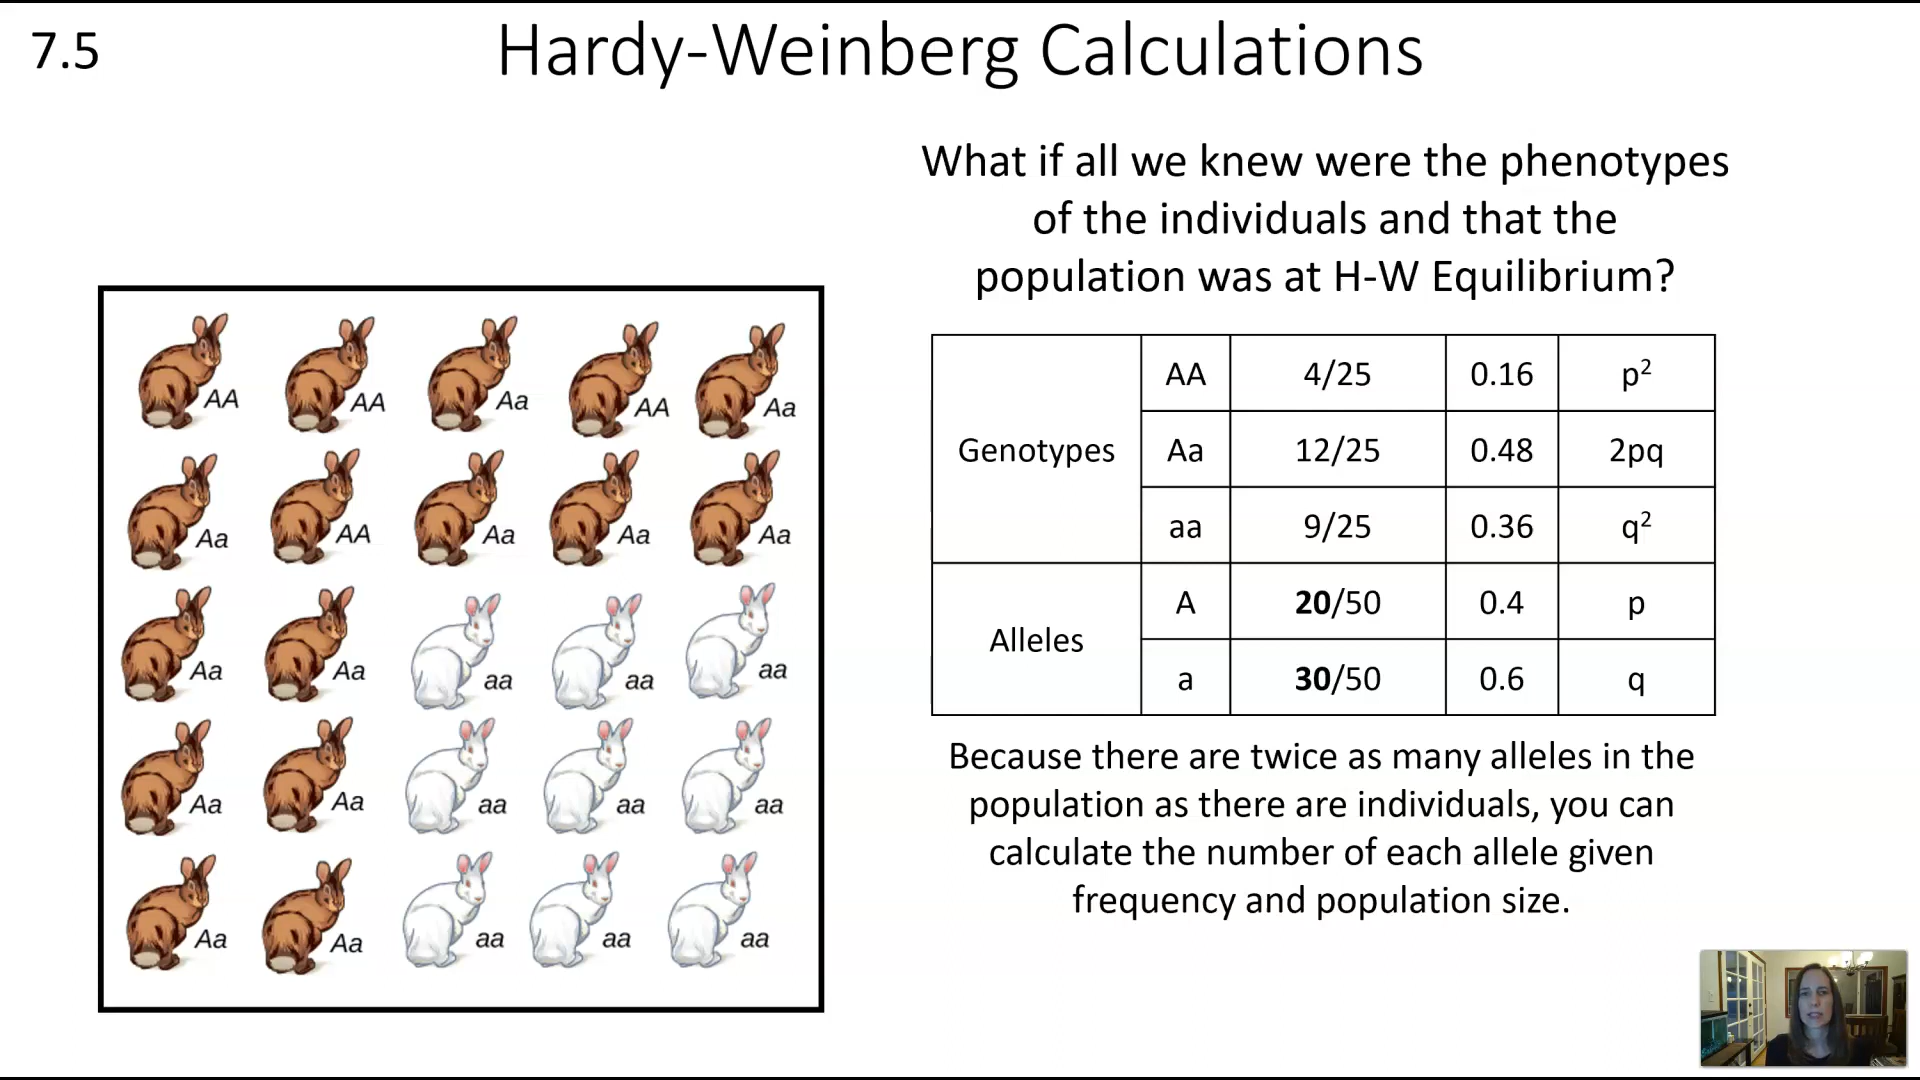 7.5
Hardy-Weinberg Calculations
What if all we knew were the phenotypes
of the individuals and that the
population was at H-W Equilibrium?
AA AA Aa AA Aa
Aa AA Aa Aa Aa
Aa Aa aa aa aa
Aa Aa aa aa aa
Aa Aa aa aa aa
Genotypes
AA 4/25 0.16 p²
Aa 12/25 0.48 2pq
aa 9/25 0.36 q²
Alleles
A 20/50 0.4 p
a 30/50 0.6 q
Because there are twice as many alleles in the
population as there are individuals, you can
calculate the number of each allele given
frequency and population size.